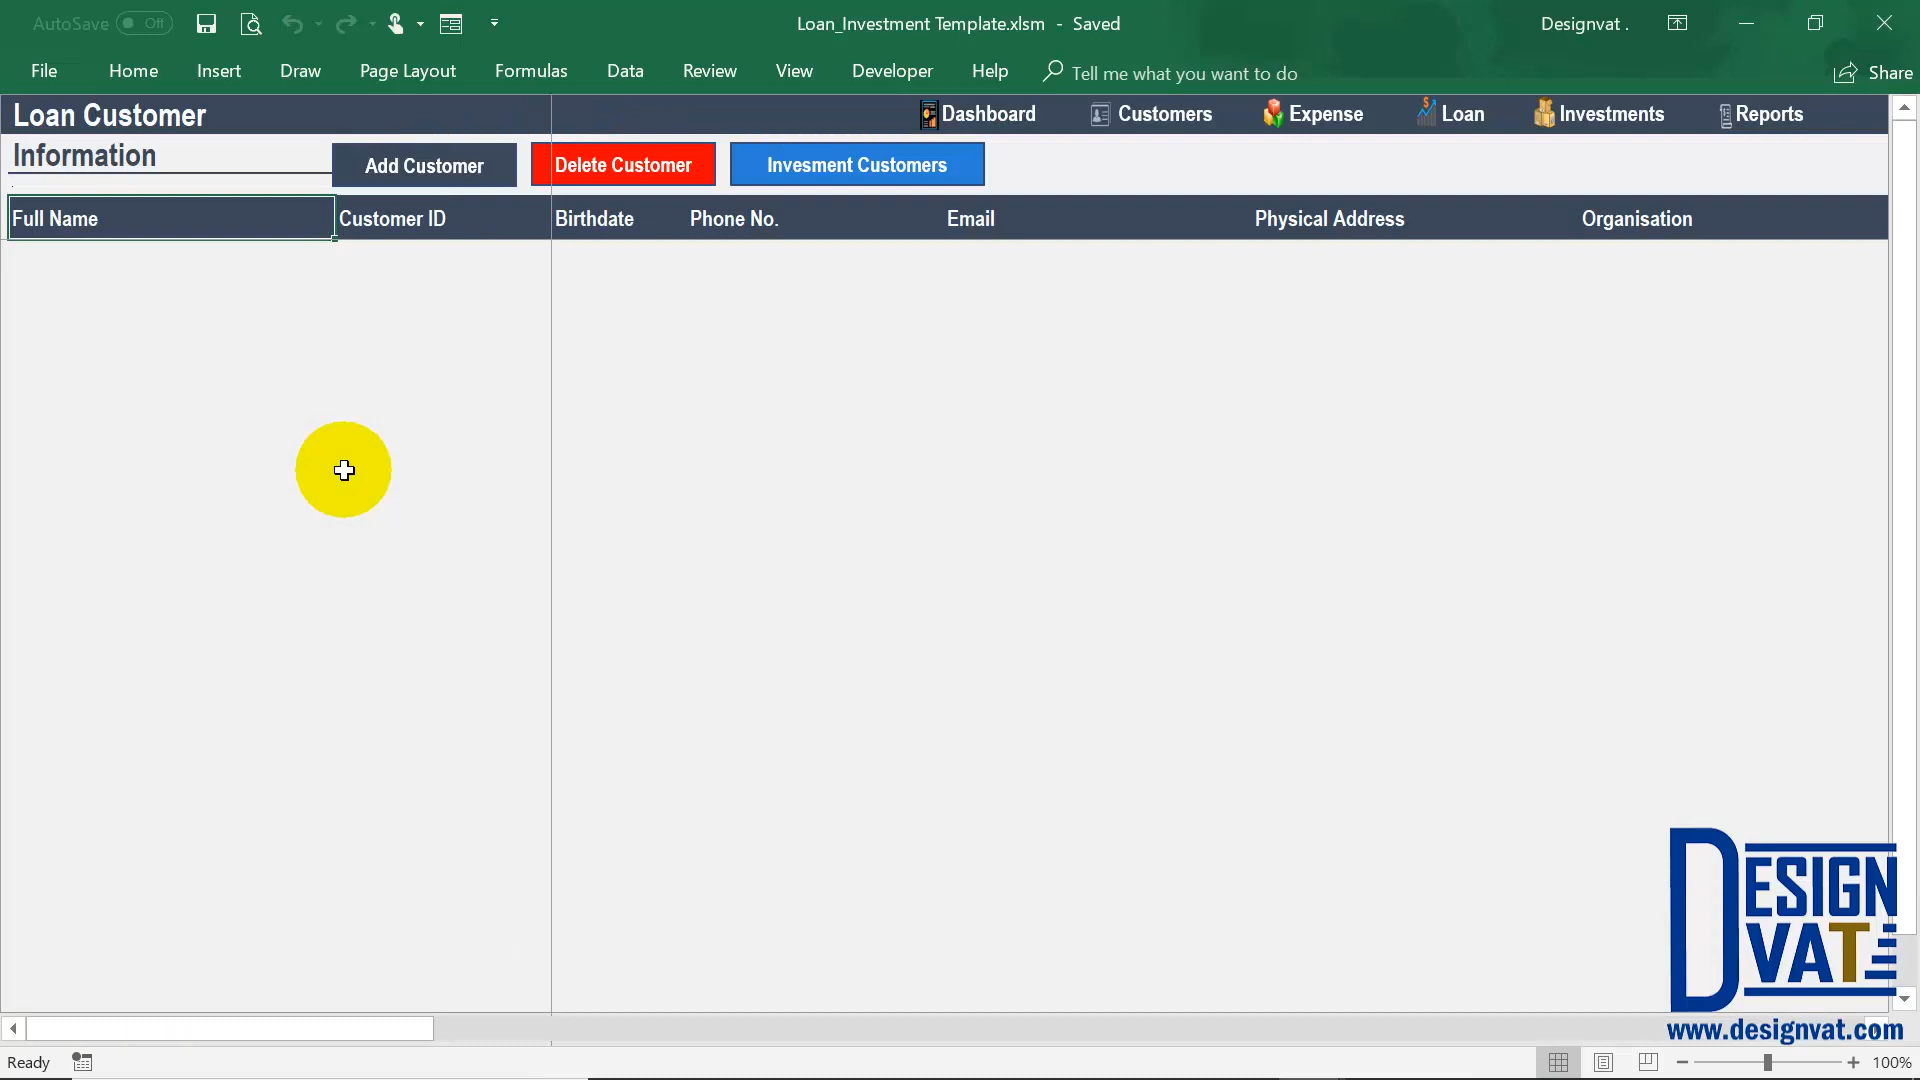 AutoSave Off
Loan_Investment Template.xlsm - Saved
Designvat .
File Home Insert Draw Page Layout Formulas Data Review View Developer Help Tell me what you want to do Share
Loan Customer
Dashboard Customers Expense Loan Investments Reports
Information
Add Customer Delete Customer Invesment Customers
Full Name Customer ID Birthdate Phone No. Email Physical Address Organisation
DESIGN
VAT
www.designvat.com
Ready
100%